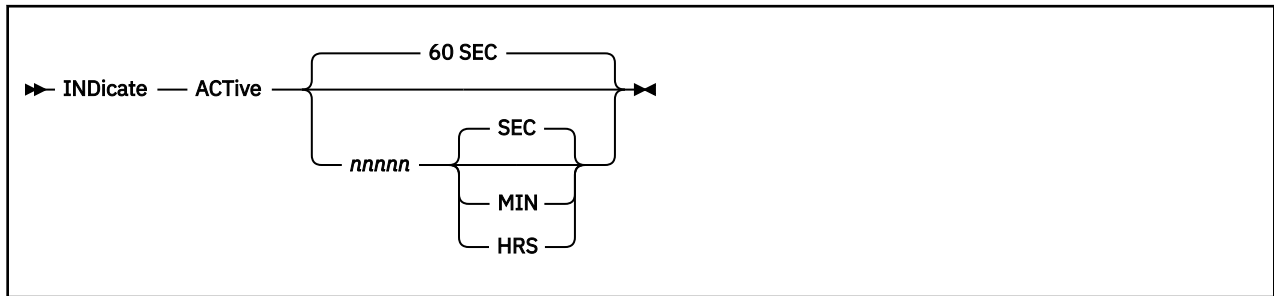 60 SEC
INDicate ACTive
SEC
nnnnn
MIN
HRS